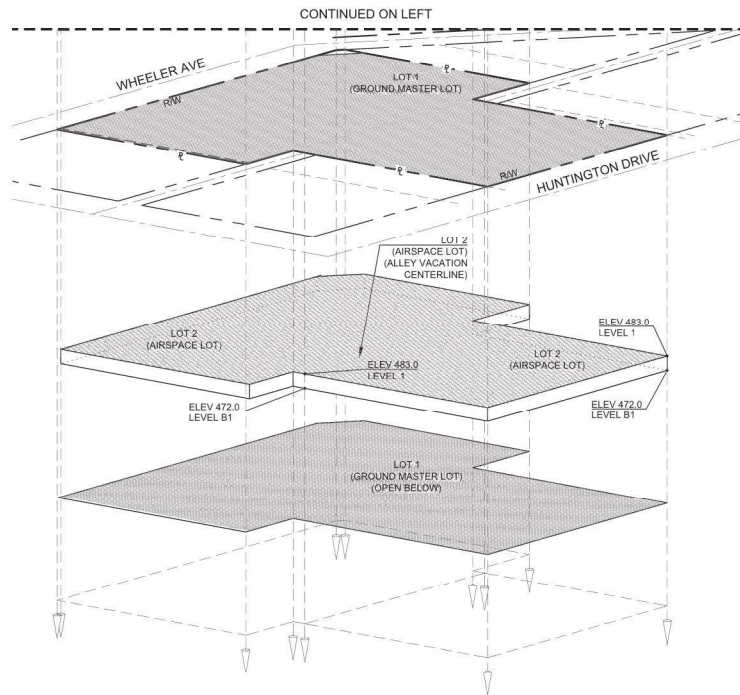 CONTINUED ON LEFT
WHEELER AVE
R/W
LOT 1
(GROUND MASTER LOT)
℄
℄
℄
℄
R/W
HUNTINGTON DRIVE
LOT 2
(AIRSPACE LOT)
(ALLEY VACATION
CENTERLINE)
LOT 2
(AIRSPACE LOT)
ELEV 483.0
LEVEL 1
LOT 2
(AIRSPACE LOT)
ELEV 483.0
LEVEL 1
ELEV 472.0
LEVEL B1
ELEV 472.0
LEVEL B1
LOT 1
(GROUND MASTER LOT)
(OPEN BELOW)